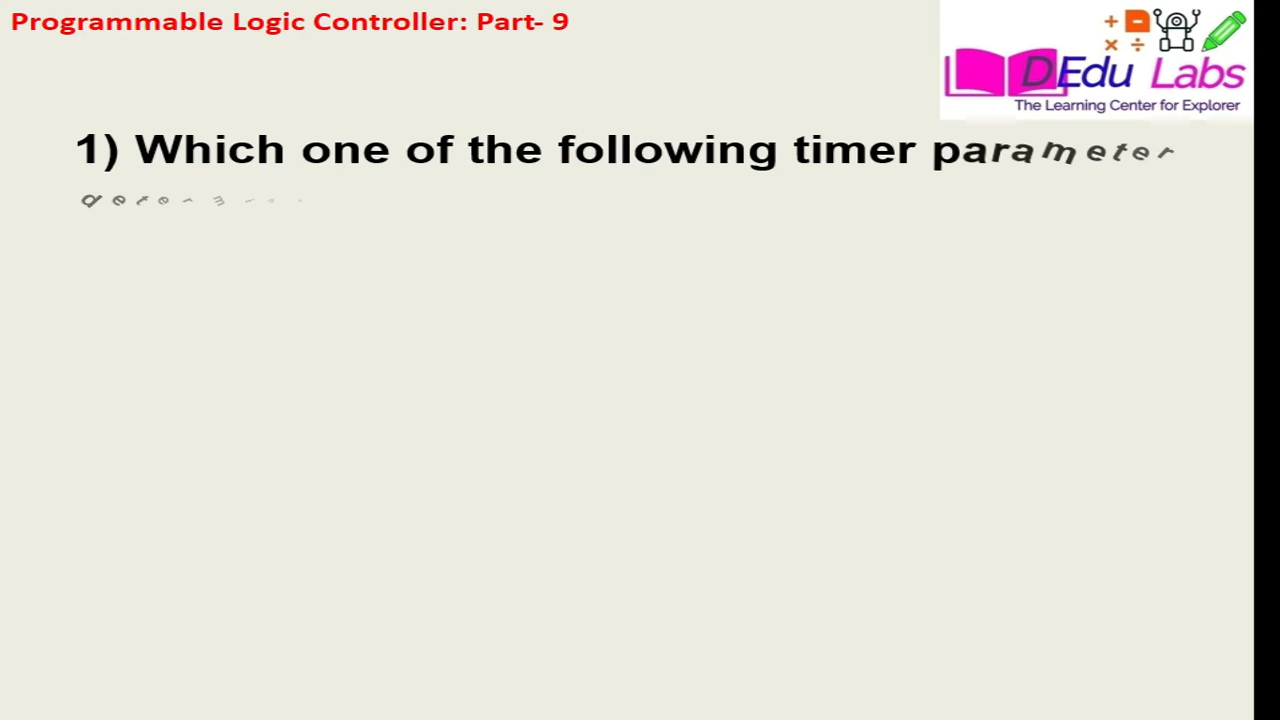 Programmable Logic Controller: Part- 9
DEdu Labs
The Learning Center for Explorer
1) Which one of the following timer parameter